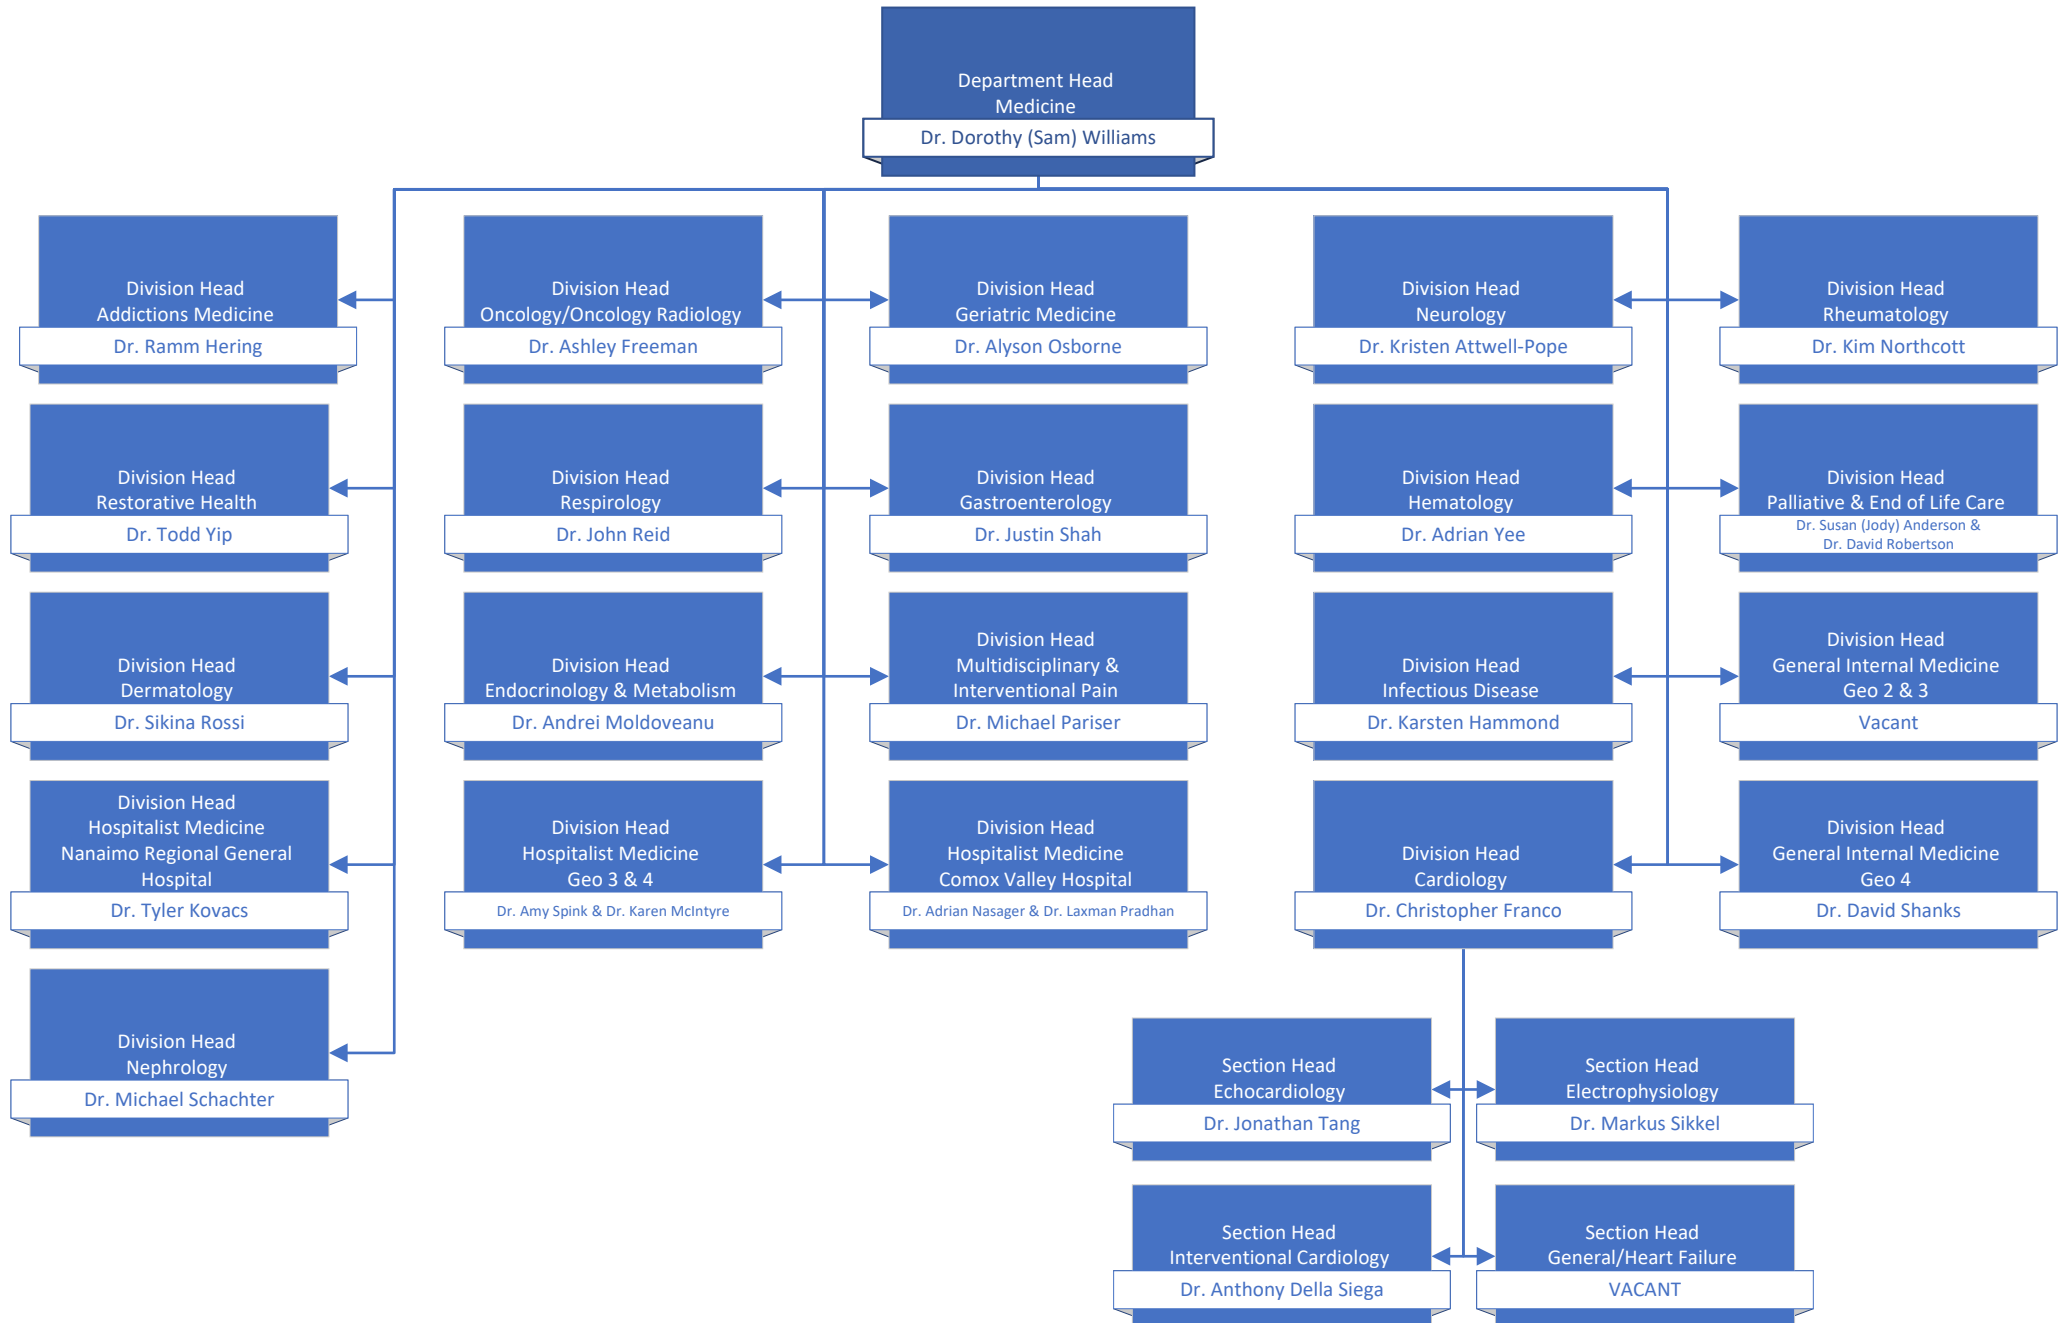 Department Head
Medicine
Dr. Dorothy (Sam) Williams
Division Head
Addictions Medicine
Dr. Ramm Hering
Division Head
Oncology/Oncology Radiology
Dr. Ashley Freeman
Division Head
Geriatric Medicine
Dr. Alyson Osborne
Division Head
Neurology
Dr. Kristen Attwell-Pope
Division Head
Rheumatology
Dr. Kim Northcott
Division Head
Restorative Health
Dr. Todd Yip
Division Head
Respirology
Dr. John Reid
Division Head
Gastroenterology
Dr. Justin Shah
Division Head
Hematology
Dr. Adrian Yee
Division Head
Palliative & End of Life Care
Dr. Susan (Jody) Anderson &
Dr. David Robertson
Division Head
Dermatology
Dr. Sikina Rossi
Division Head
Endocrinology & Metabolism
Dr. Andrei Moldoveanu
Division Head
Multidisciplinary &
Interventional Pain
Dr. Michael Pariser
Division Head
Infectious Disease
Dr. Karsten Hammond
Division Head
General Internal Medicine
Geo 2 & 3
Vacant
Division Head
Hospitalist Medicine
Nanaimo Regional General
Hospital
Dr. Tyler Kovacs
Division Head
Hospitalist Medicine
Geo 3 & 4
Dr. Amy Spink & Dr. Karen McIntyre
Division Head
Hospitalist Medicine
Comox Valley Hospital
Dr. Adrian Nasager & Dr. Laxman Pradhan
Division Head
Cardiology
Dr. Christopher Franco
Division Head
General Internal Medicine
Geo 4
Dr. David Shanks
Division Head
Nephrology
Dr. Michael Schachter
Section Head
Echocardiology
Dr. Jonathan Tang
Section Head
Electrophysiology
Dr. Markus Sikkel
Section Head
Interventional Cardiology
Dr. Anthony Della Siega
Section Head
General/Heart Failure
VACANT